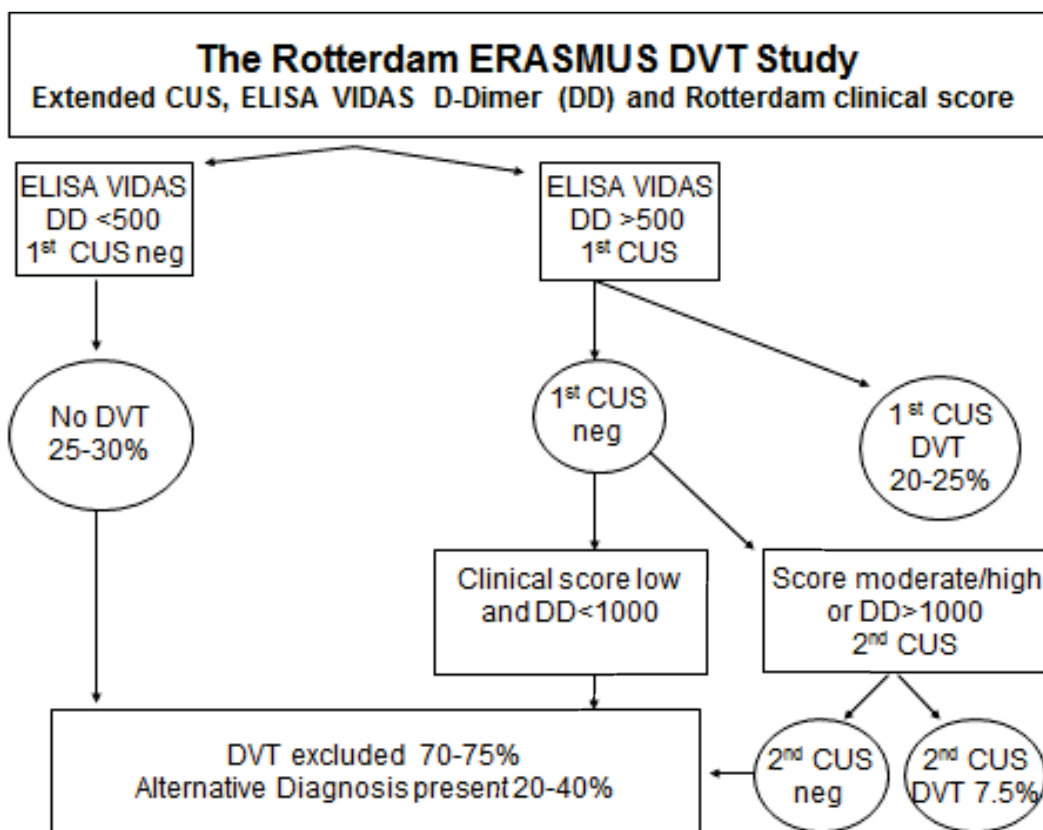 The Rotterdam ERASMUS DVT Study
Extended CUS, ELISA VIDAS D-Dimer (DD) and Rotterdam clinical score
ELISA VIDAS
DD <500
1st CUS neg
ELISA VIDAS
DD >500
1st CUS
No DVT
25-30%
1st CUS
neg
1st CUS
DVT
20-25%
Clinical score low
and DD<1000
Score moderate/high
or DD>1000
2nd CUS
DVT excluded 70-75%
Alternative Diagnosis present 20-40%
2nd CUS
neg
2nd CUS
DVT 7.5%